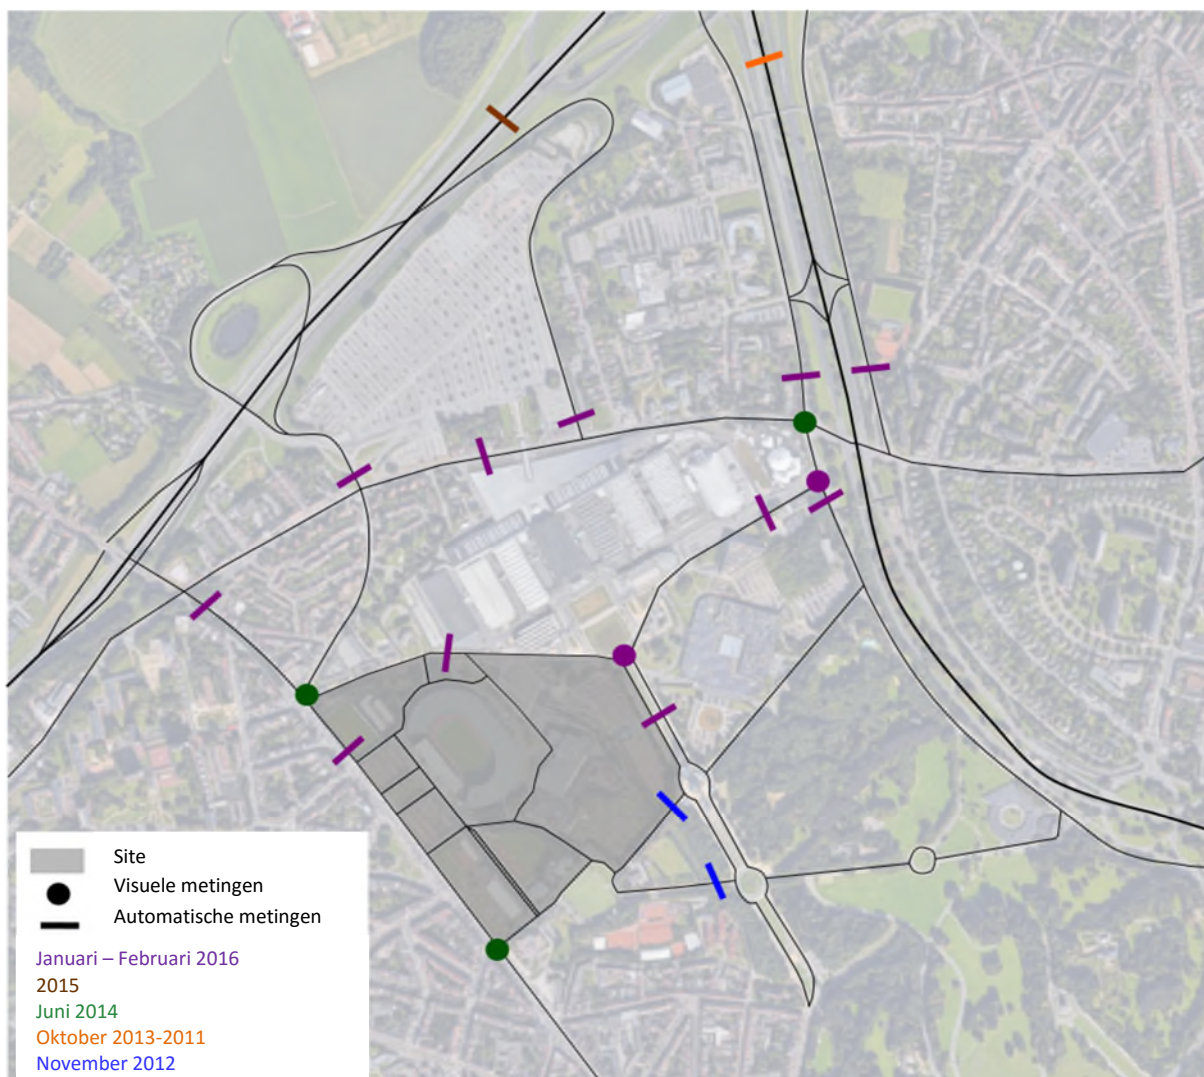 Site
Visuele metingen
Automatische metingen
Januari – Februari 2016
2015
Juni 2014
Oktober 2013-2011
November 2012